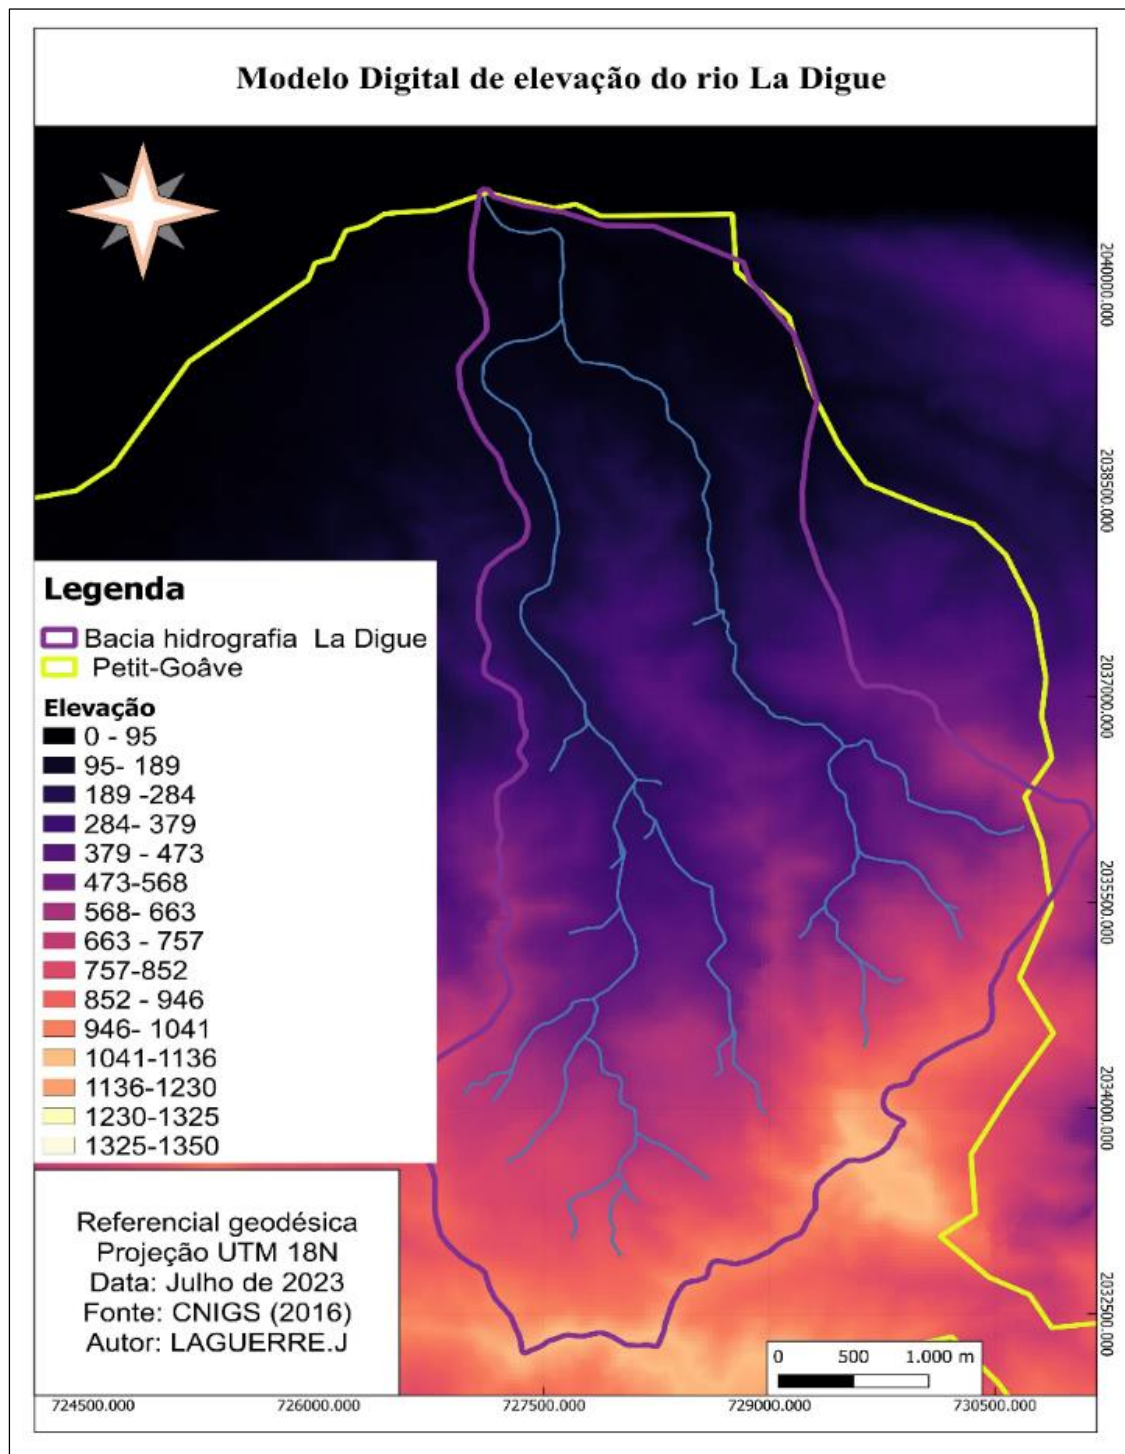 Modelo Digital de elevação do rio La Digue
2040000.000
2038500.000
2037000.000
2035500.000
2034000.000
2032500.000
Legenda
Bacia hidrografia La Digue
Petit-Goâve
Elevação
0 - 95
95- 189
189 -284
284- 379
379 - 473
473-568
568- 663
663 - 757
757-852
852 - 946
946- 1041
1041-1136
1136-1230
1230-1325
1325-1350
Referencial geodésica
Projeção UTM 18N
Data: Julho de 2023
Fonte: CNIGS (2016)
Autor: LAGUERRE.J
0 500 1.000 m
724500.000 726000.000 727500.000 729000.000 730500.000